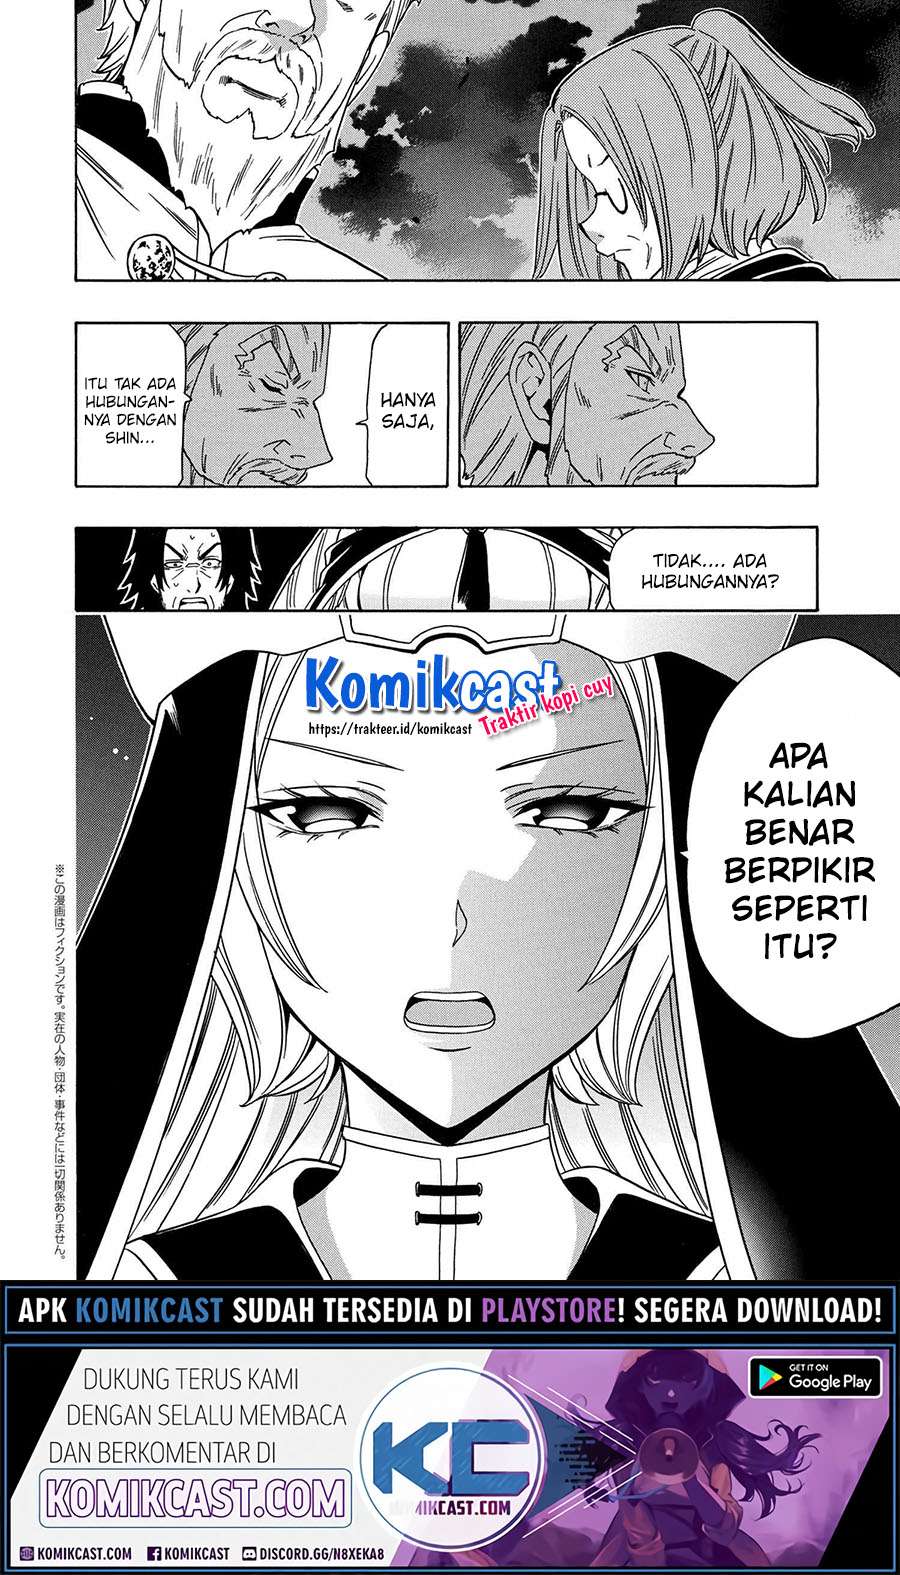 HANYA
SAJA,
ITU TAK ADA
HUBUNGAN-
NYA DENGAN
SHIN...
TIDAK.... ADA
HUBUNGANNYA?
Komikcast
Traktir kopi cuy
https://trakteer.id/komikcast
APA
KALIAN
BENAR
BERPIKIR
SEPERTI
ITU?
※この漫画はフィクションです。実在の人物・団体・事件などには一切関係ありません。
APK KOMIKCAST SUDAH TERSEDIA DI PLAYSTORE! SEGERA DOWNLOAD!
DUKUNG TERUS KAMI
DENGAN SELALU MEMBACA
DAN BERKOMENTAR DI
KOMIKCAST.COM
KC
KOMIKCAST.COM
GET IT ON
Google Play
KOMIKCAST.COM
KOMIKCAST
DISCORD.GG/N8XEKA8